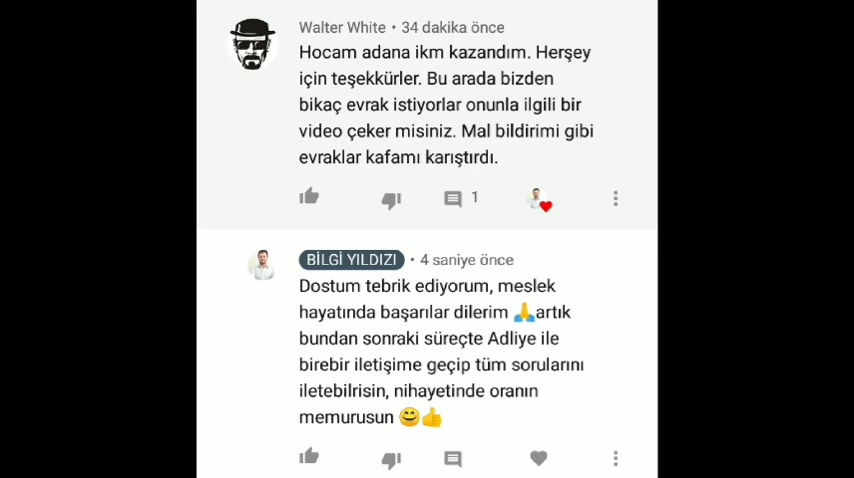 Walter White • 34 dakika önce
Hocam adana ikm kazandım. Herşey
için teşekkürler. Bu arada bizden
bikaç evrak istiyorlar onunla ilgili bir
video çeker misiniz. Mal bildirimi gibi
evraklar kafamı karıştırdı.
1
BİLGİ YILDIZI • 4 saniye önce
Dostum tebrik ediyorum, meslek
hayatında başarılar dilerim 🙏artık
bundan sonraki süreçte Adliye ile
birebir iletişime geçip tüm sorularını
iletebilrisin, nihayetinde oranın
memurusun 😄👍